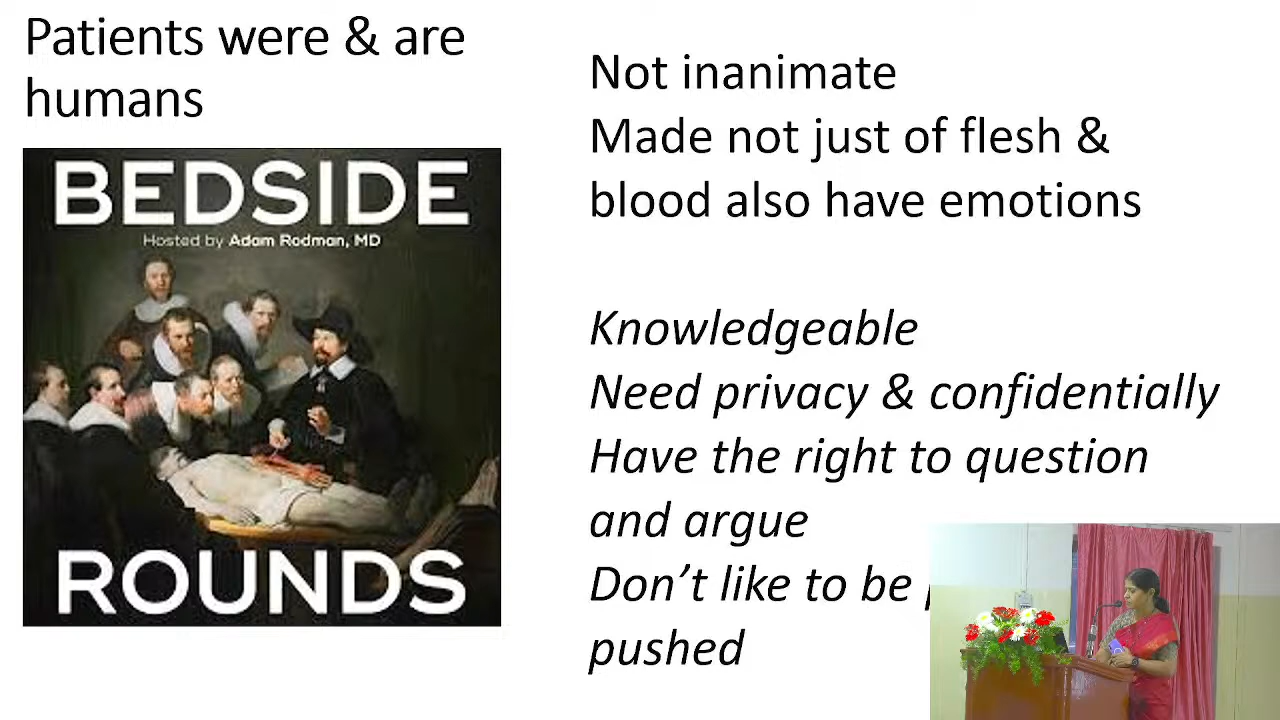 Patients were & are
humans
BEDSIDE
Hosted by Adam Rodman, MD
ROUNDS
Not inanimate
Made not just of flesh &
blood also have emotions
Knowledgeable
Need privacy & confidentially
Have the right to question
and argue
Don’t like to be
pushed